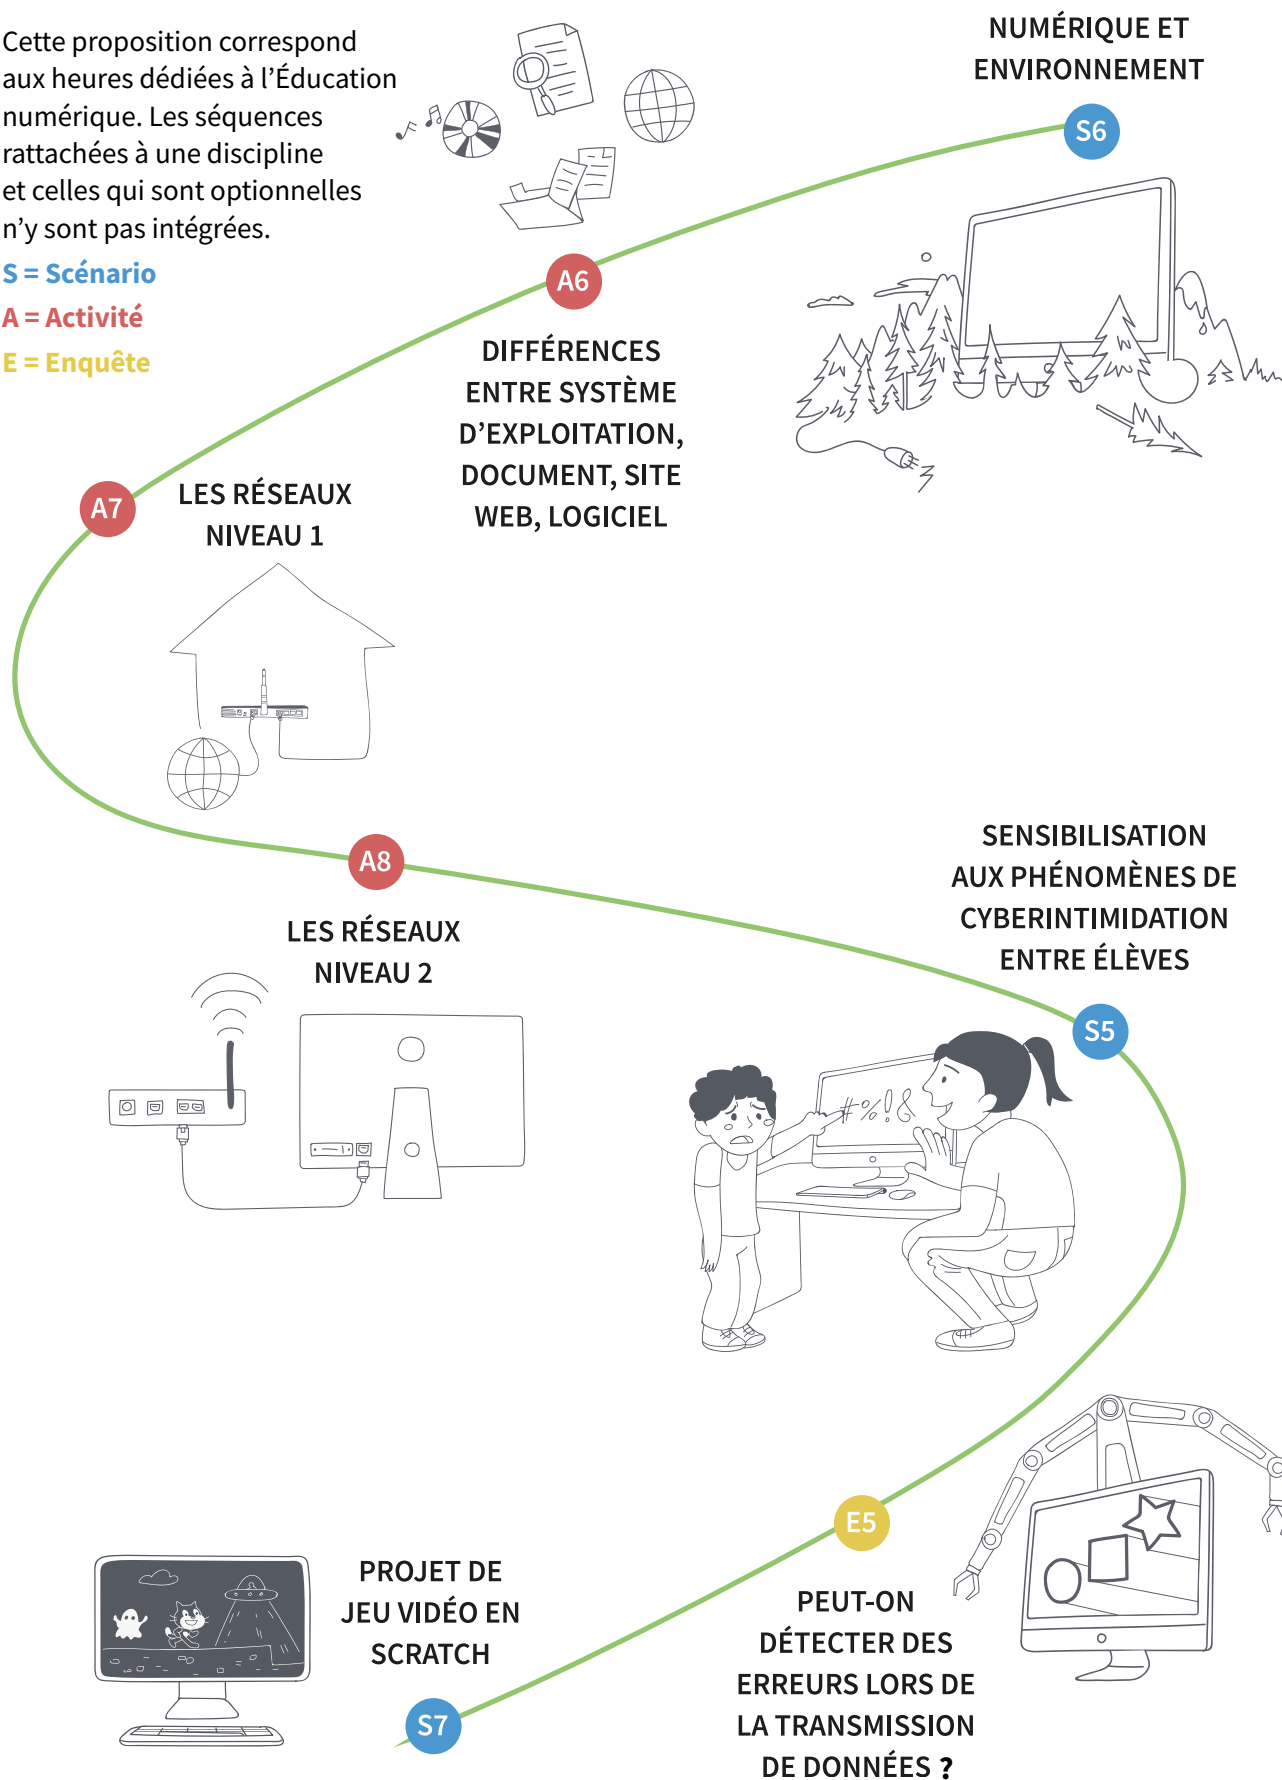 Cette proposition correspond
aux heures dédiées à l’Éducation
numérique. Les séquences
rattachées à une discipline
et celles qui sont optionnelles
n’y sont pas intégrées.
S = Scénario
A = Activité
E = Enquête
NUMÉRIQUE ET
ENVIRONNEMENT
S6
A6
DIFFÉRENCES
ENTRE SYSTÈME
D’EXPLOITATION,
DOCUMENT, SITE
WEB, LOGICIEL
A7
LES RÉSEAUX
NIVEAU 1
A8
LES RÉSEAUX
NIVEAU 2
SENSIBILISATION
AUX PHÉNOMÈNES DE
CYBERINTIMIDATION
ENTRE ÉLÈVES
S5
#%!&
E5
PEUT-ON
DÉTECTER DES
ERREURS LORS DE
LA TRANSMISSION
DE DONNÉES ?
PROJET DE
JEU VIDÉO EN
SCRATCH
S7